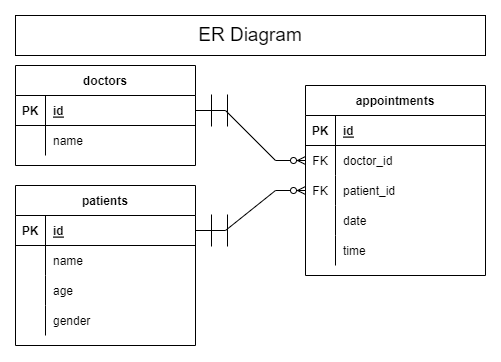 ER Diagram
doctors
PK id
name
patients
PK id
name
age
gender
appointments
PK id
FK doctor_id
FK patient_id
date
time